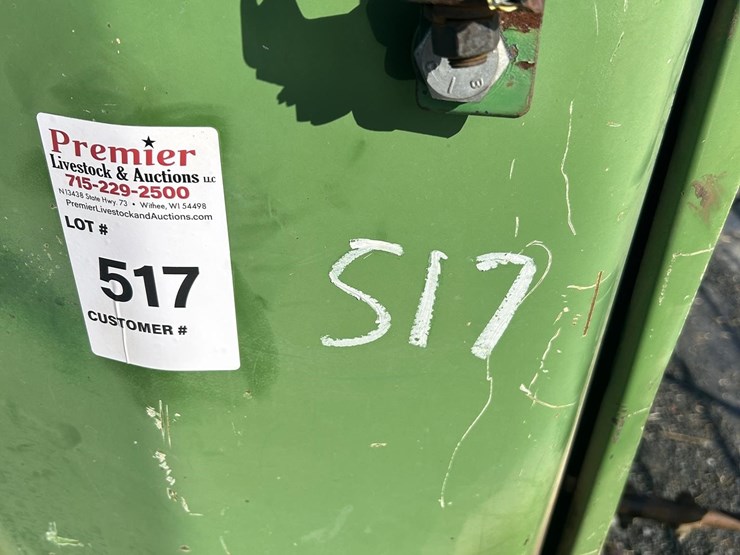 Premier
Livestock & Auctions LLC
715-229-2500
N13438 State Hwy. 73 • Withee, WI 54498
PremierLivestockandAuctions.com
LOT #
517
CUSTOMER #
517